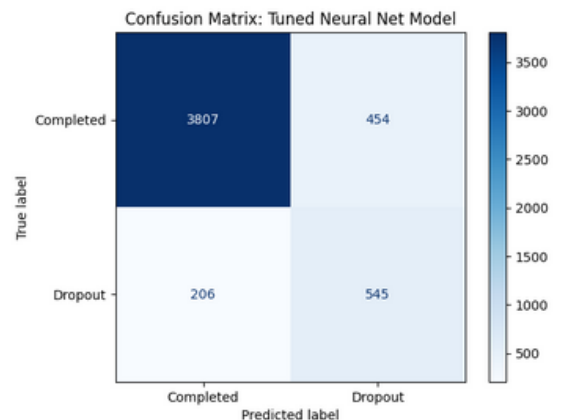 Confusion Matrix: Tuned Neural Net Model
True label
Completed
3807
454
Dropout
206
545
Completed
Dropout
Predicted label
3500
3000
2500
2000
1500
1000
500